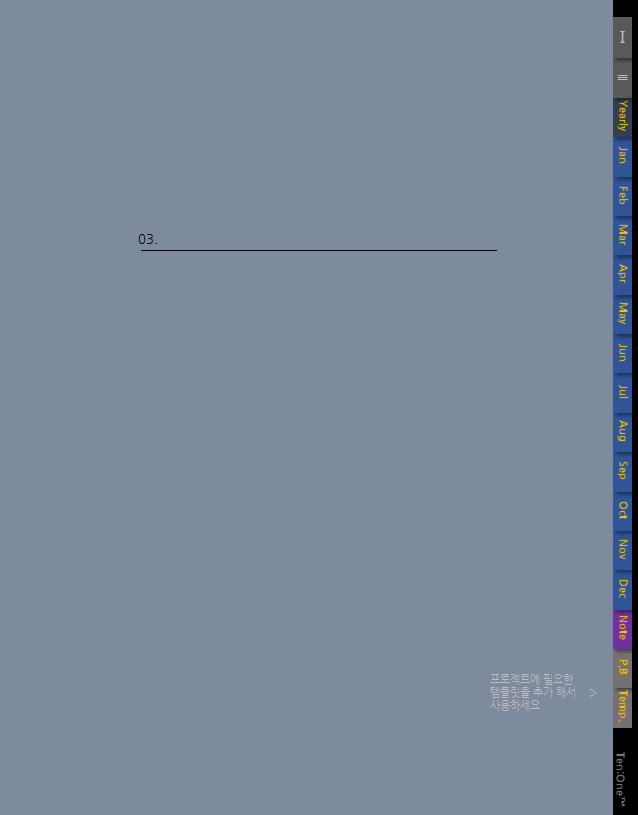 I
≡
Yearly
Jan
Feb
Mar
Apr
May
Jun
Jul
Aug
Sep
Oct
Nov
Dec
Note
P.B
Temp.
Ten:One™
03.
프로젝트에 필요한
템플릿을 추가 해서 >
사용하세요